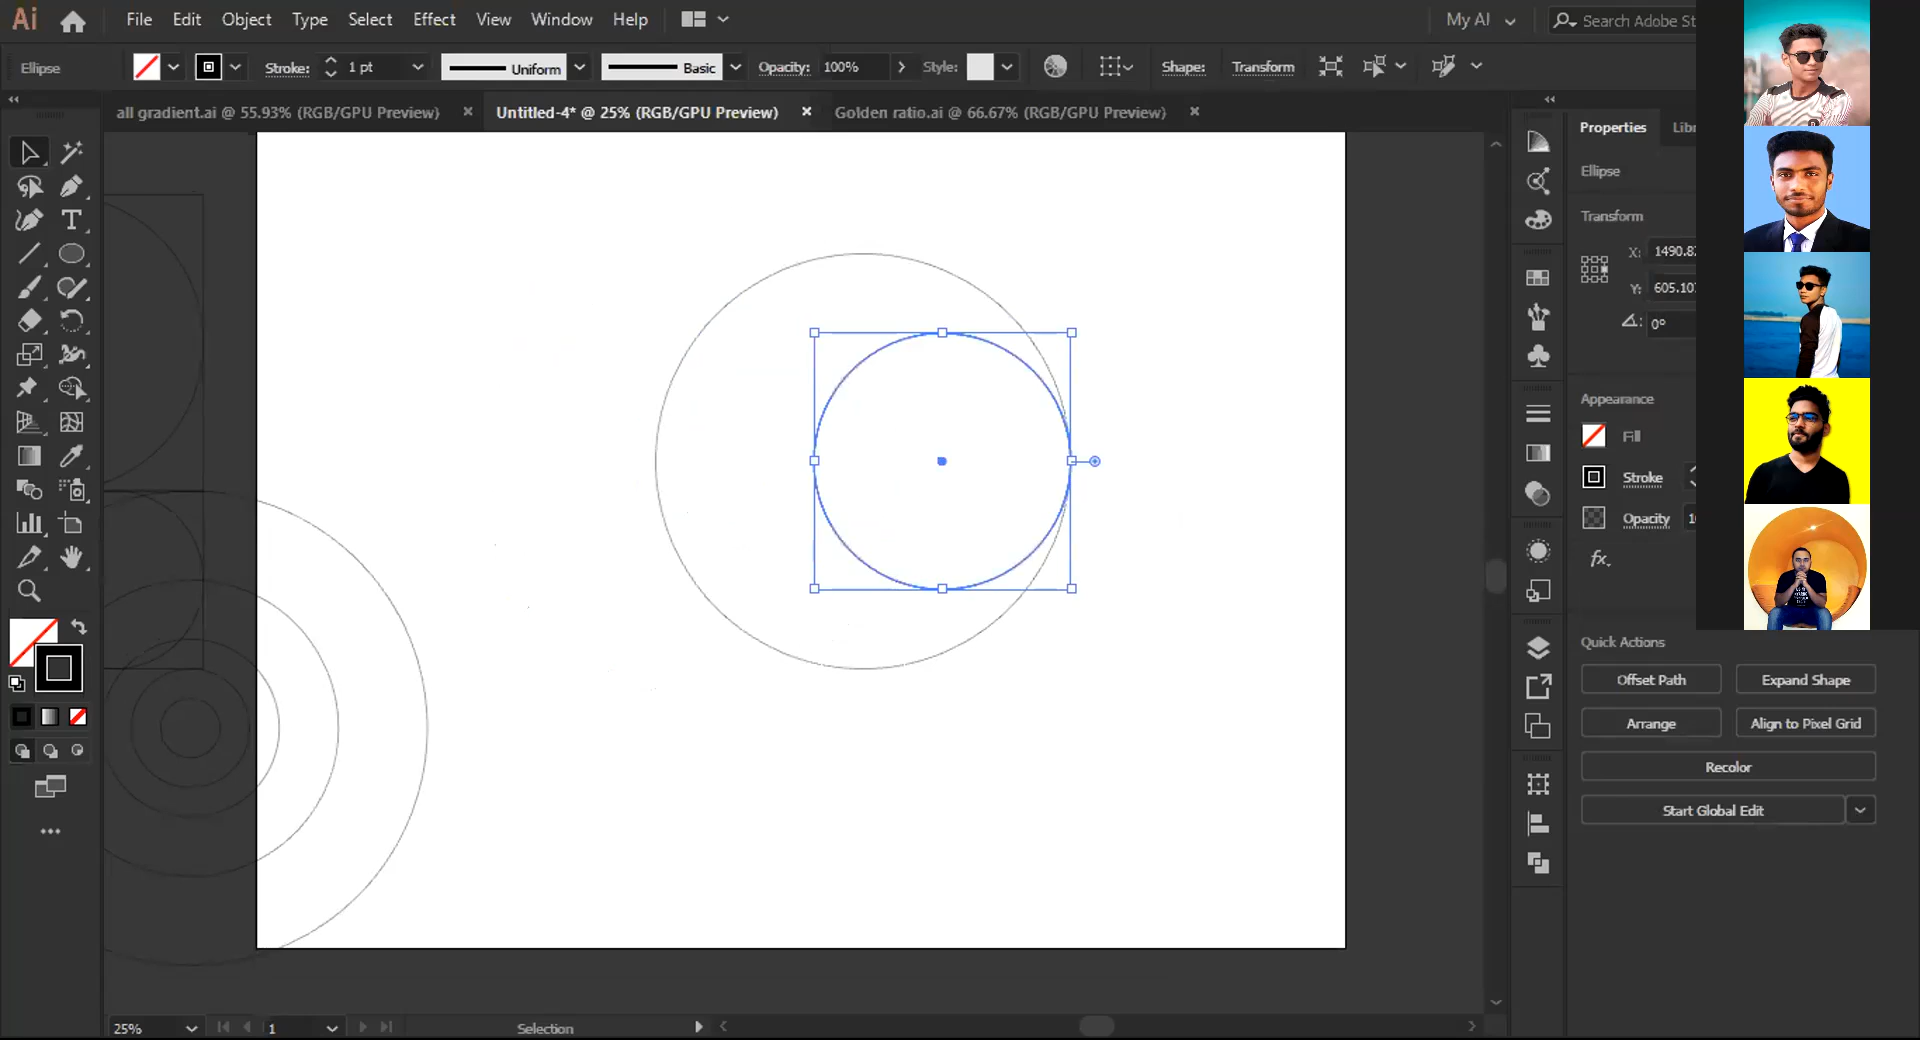 Ai File Edit Object Type Select Effect View Window Help My AI Search Adobe St
Ellipse Stroke: 1 pt Uniform Basic Opacity: 100% Style: Shape: Transform
all gradient.ai @ 55.93% (RGB/GPU Preview) × Untitled-4* @ 25% (RGB/GPU Preview) × Golden ratio.ai @ 66.67% (RGB/GPU Preview) ×
Properties Libr
Ellipse
Transform
X: 1490.82
Y: 605.107
0°
Appearance
Fill
Stroke
Opacity 10
fx.
Quick Actions
Offset Path Expand Shape
Arrange Align to Pixel Grid
Recolor
Start Global Edit
25% 1 Selection